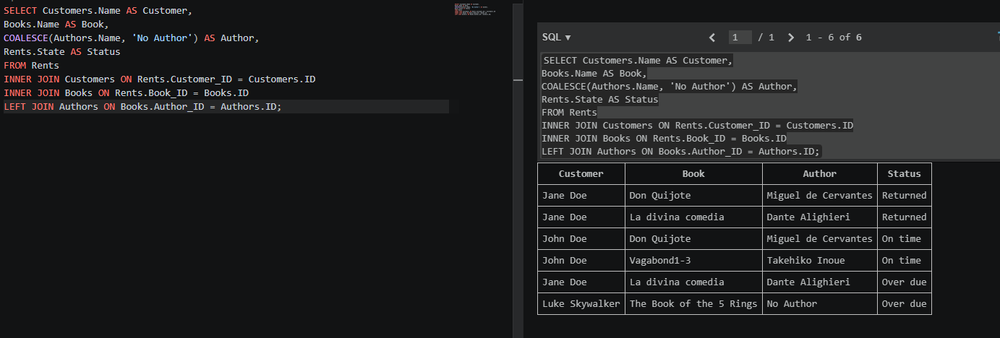 SELECT Customers.Name AS Customer,
Books.Name AS Book,
COALESCE(Authors.Name, 'No Author') AS Author,
Rents.State AS Status
FROM Rents
INNER JOIN Customers ON Rents.Customer_ID = Customers.ID
INNER JOIN Books ON Rents.Book_ID = Books.ID
LEFT JOIN Authors ON Books.Author_ID = Authors.ID;
SQL ▼ < 1 / 1 > 1 - 6 of 6
SELECT Customers.Name AS Customer,
Books.Name AS Book,
COALESCE(Authors.Name, 'No Author') AS Author,
Rents.State AS Status
FROM Rents
INNER JOIN Customers ON Rents.Customer_ID = Customers.ID
INNER JOIN Books ON Rents.Book_ID = Books.ID
LEFT JOIN Authors ON Books.Author_ID = Authors.ID;
Customer Book Author Status
Jane Doe Don Quijote Miguel de Cervantes Returned
Jane Doe La divina comedia Dante Alighieri Returned
John Doe Don Quijote Miguel de Cervantes On time
John Doe Vagabond1-3 Takehiko Inoue On time
Jane Doe La divina comedia Dante Alighieri Over due
Luke Skywalker The Book of the 5 Rings No Author Over due